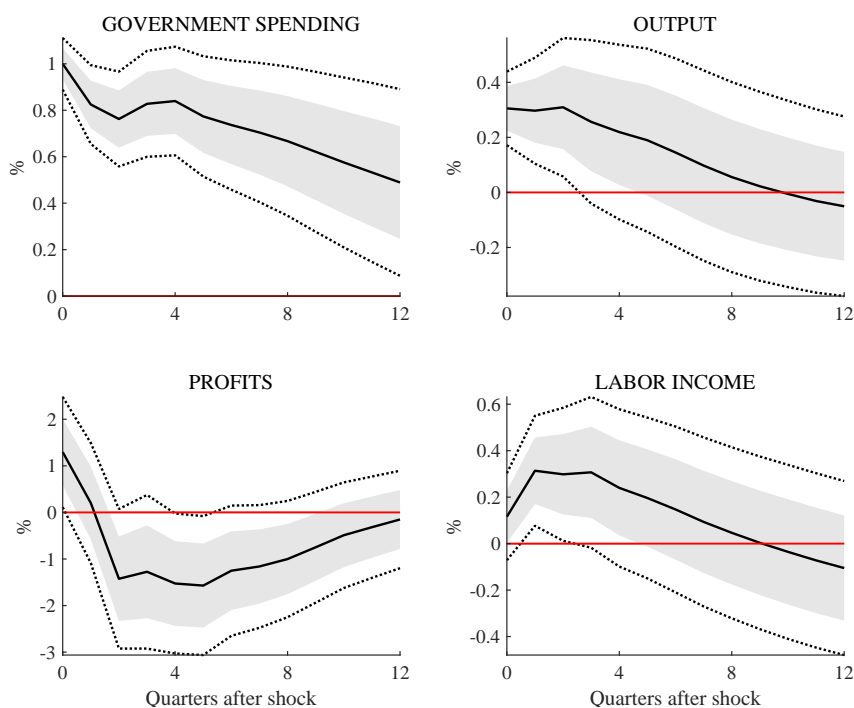 GOVERNMENT SPENDING
%
1
0.8
0.6
0.4
0.2
0
0 4 8 12
OUTPUT
%
0.4
0.2
0
-0.2
0 4 8 12
PROFITS
%
2
1
0
-1
-2
-3
0 4 8 12
Quarters after shock
LABOR INCOME
%
0.6
0.4
0.2
0
-0.2
-0.4
0 4 8 12
Quarters after shock